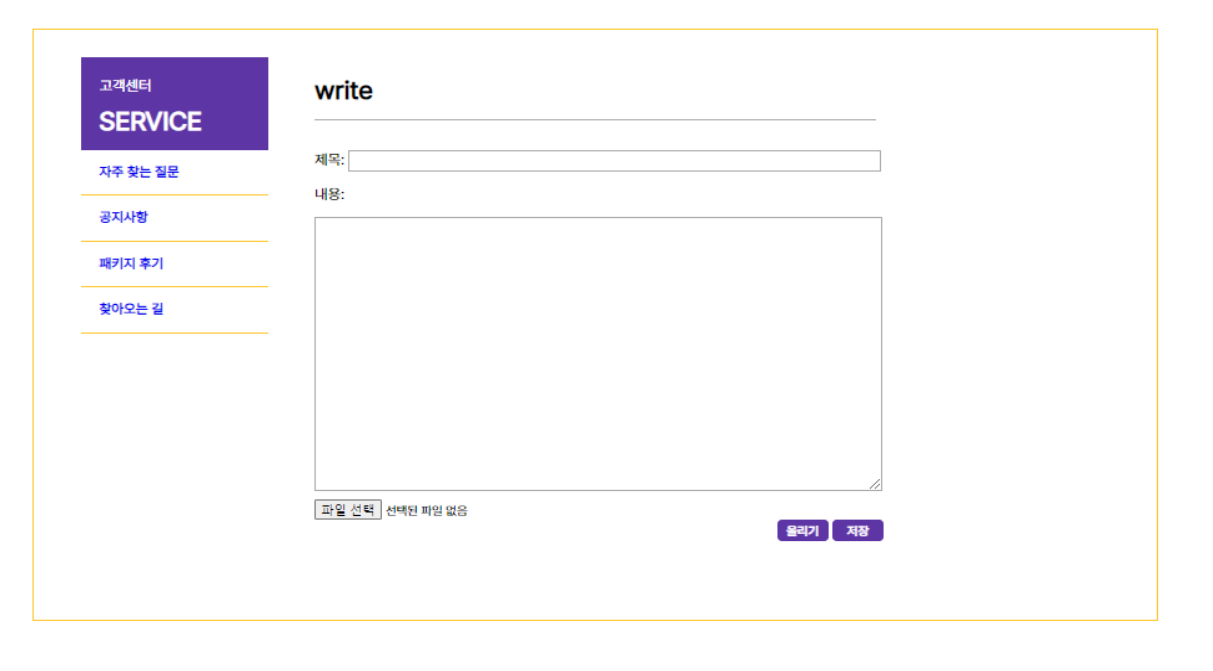 고객센터
SERVICE
자주 찾는 질문
공지사항
패키지 후기
찾아오는 길
write
제목:
내용:
파일 선택 선택된 파일 없음
올리기 저장